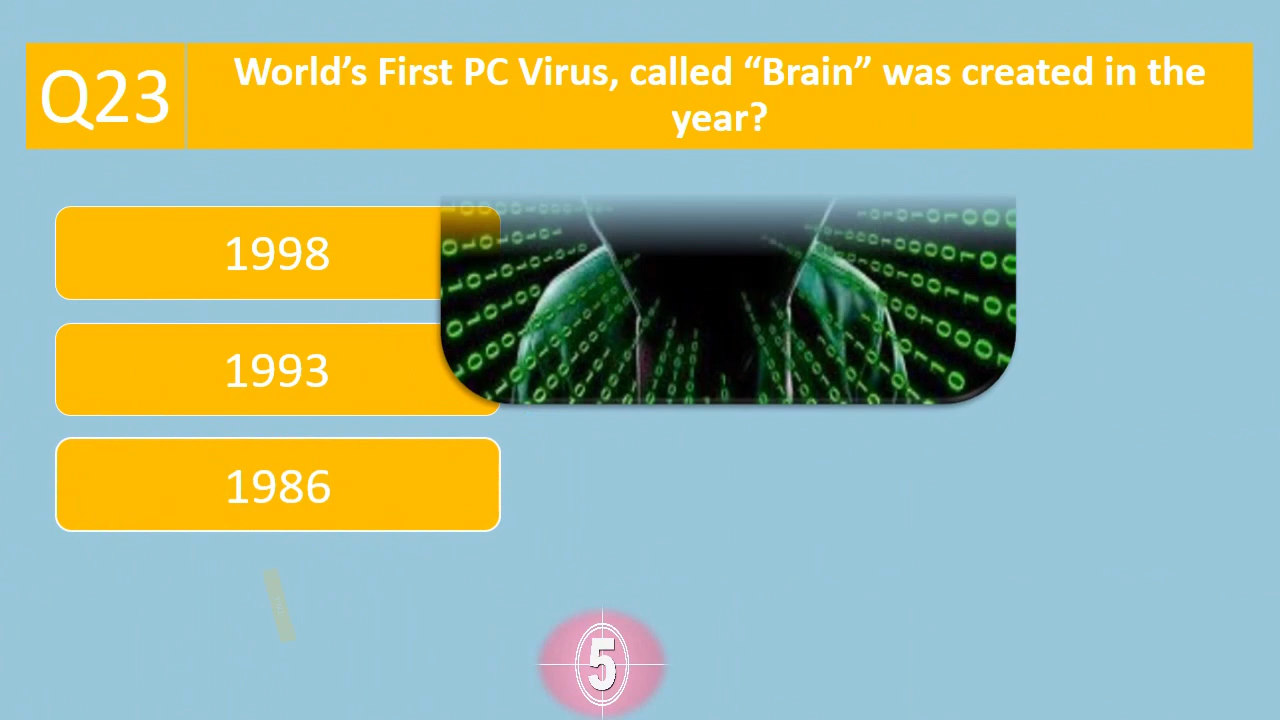 Q23
World’s First PC Virus, called “Brain” was created in the
year?
1998
1993
1986
5